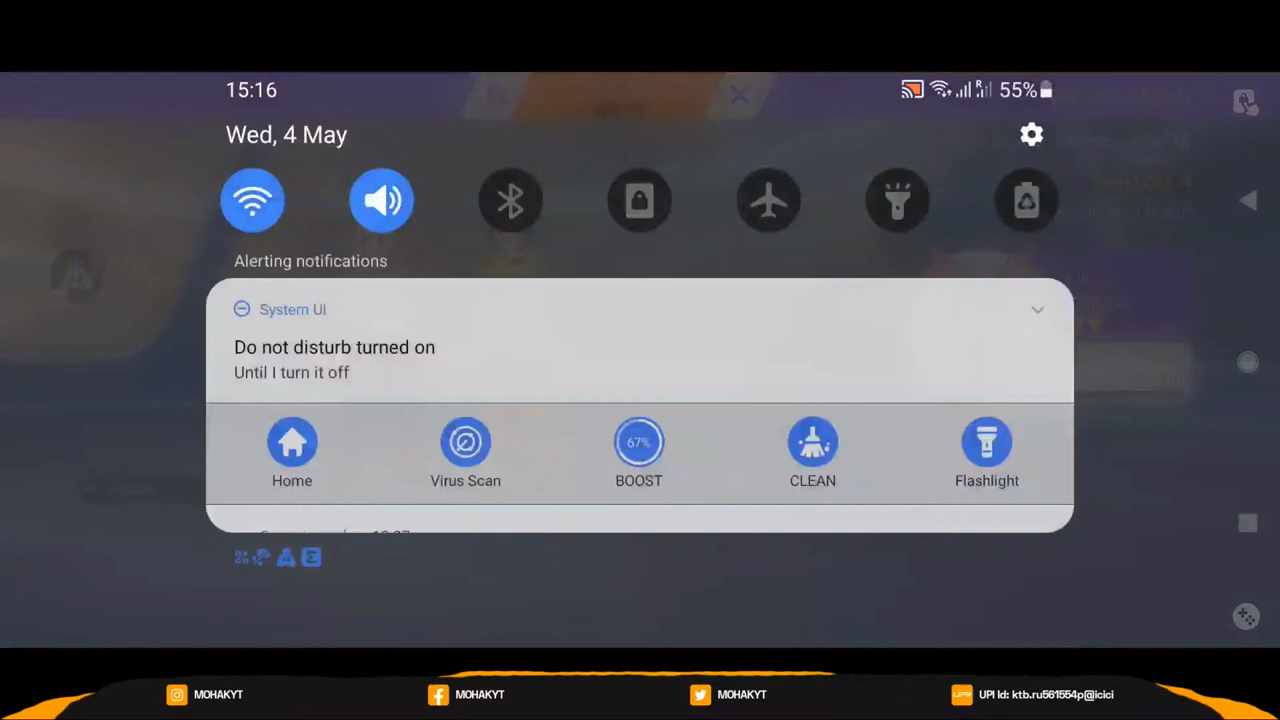 15:16
55%
Wed, 4 May
Alerting notifications
System UI
Do not disturb turned on
Until I turn it off
67%
Home
Virus Scan
BOOST
CLEAN
Flashlight
MOHAKYT
MOHAKYT
MOHAKYT
UPI Id: ktb.ru561554p@icici